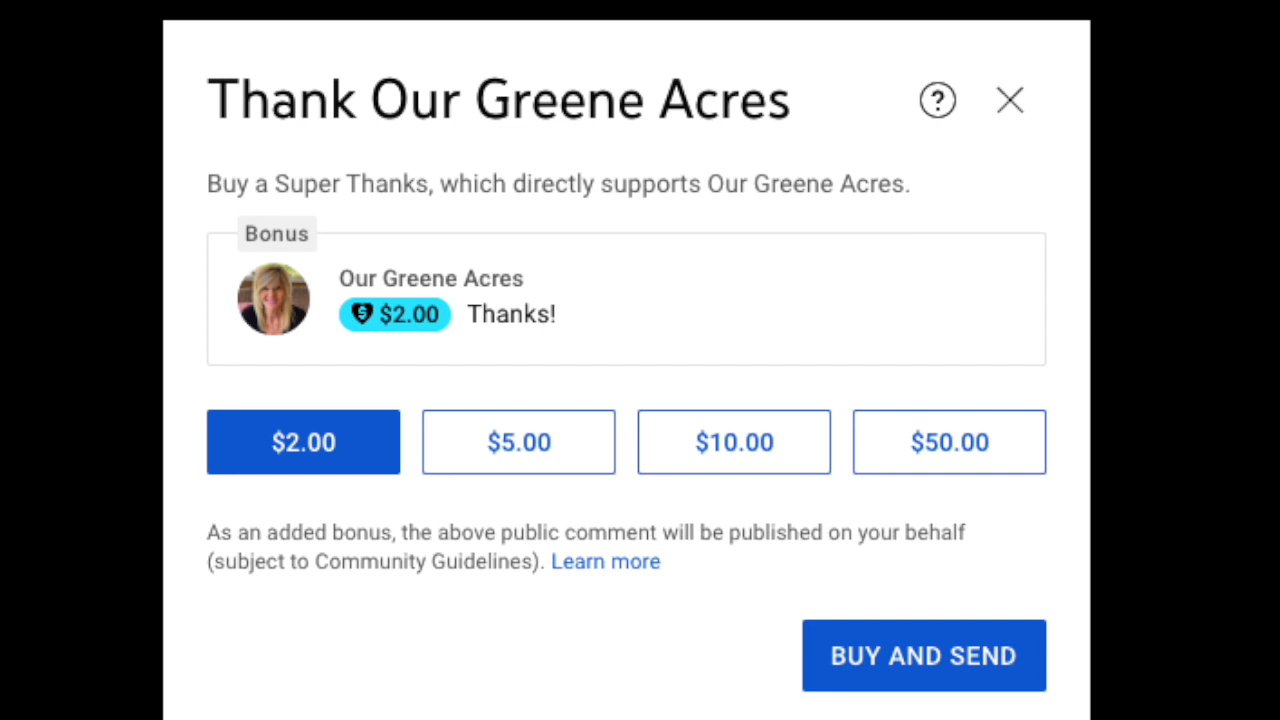 Thank Our Greene Acres
?
Buy a Super Thanks, which directly supports Our Greene Acres.
Bonus
Our Greene Acres
$ $2.00 Thanks!
$2.00 $5.00 $10.00 $50.00
As an added bonus, the above public comment will be published on your behalf
(subject to Community Guidelines). Learn more
BUY AND SEND